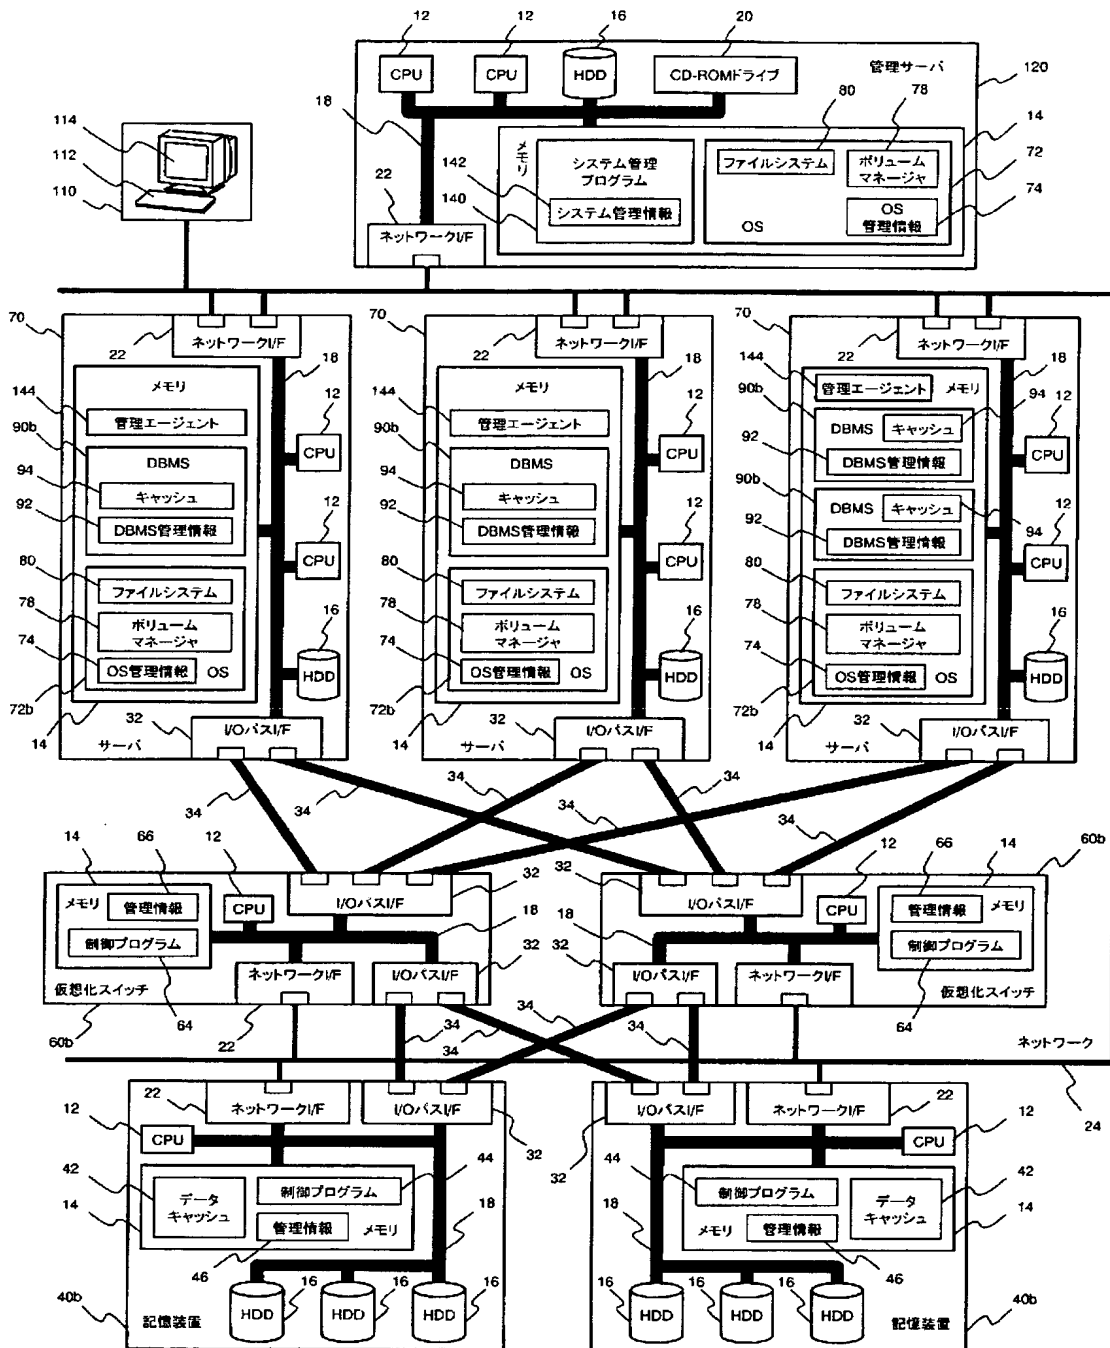 12
12
16
20
CPU
CPU
HDD
CD-ROMドライブ
管理サーバ
120
18
80
78
14
114
112
110
142
22
140
メモリ
システム管理
プログラム
システム管理情報
ファイルシステム
ボリューム
マネージャ
OS
OS
管理情報
72
74
ネットワークI/F
70
22
ネットワークI/F
18
メモリ
144
管理エージェント
12
CPU
90b
DBMS
94
キャッシュ
92
DBMS管理情報
12
CPU
80
ファイルシステム
78
ボリューム
マネージャ
16
HDD
74
OS管理情報
OS
72b
14
サーバ
32
I/OパスI/F
70
22
ネットワークI/F
18
メモリ
144
管理エージェント
12
CPU
90b
DBMS
94
キャッシュ
92
DBMS管理情報
12
CPU
80
ファイルシステム
78
ボリューム
マネージャ
16
HDD
74
OS管理情報
OS
72b
14
サーバ
32
I/OパスI/F
70
22
ネットワークI/F
18
144
管理エージェント
メモリ
94
12
CPU
90b
DBMS
キャッシュ
92
DBMS管理情報
90b
DBMS
キャッシュ
12
94
92
DBMS管理情報
CPU
80
ファイルシステム
78
ボリューム
マネージャ
16
HDD
74
OS管理情報
OS
72b
14
サーバ
32
I/OパスI/F
34
34
34
34
34
34
14
66
12
メモリ
管理情報
CPU
I/OパスI/F
32
18
制御プログラム
ネットワークI/F
I/OパスI/F
32
仮想化スイッチ
60b
64
22
32
I/OパスI/F
12
66
14
60b
CPU
管理情報
メモリ
18
制御プログラム
32
I/OパスI/F
ネットワークI/F
仮想化スイッチ
64
22
34
34
34
34
ネットワーク
24
22
ネットワークI/F
I/OパスI/F
32
12
CPU
42
14
データ
キャッシュ
制御プログラム
44
管理情報
メモリ
18
46
HDD
16
HDD
16
HDD
16
40b
記憶装置
I/OパスI/F
ネットワークI/F
22
32
12
CPU
44
42
制御プログラム
データ
キャッシュ
14
18
メモリ
管理情報
46
16
HDD
16
HDD
16
HDD
記憶装置
40b